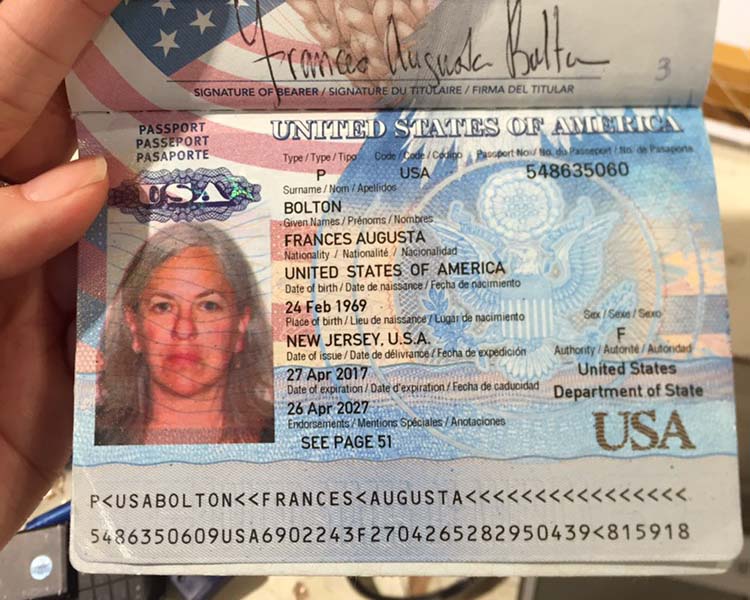 Frances Augusta Bolton
3
SIGNATURE OF BEARER / SIGNATURE DU TITULAIRE / FIRMA DEL TITULAR
PASSPORT
PASSEPORT
PASAPORTE
USA
UNITED STATES OF AMERICA
Type / Type / Tipo Code / Code / Código Passport No. / No. du Passeport / No. de Pasaporte
P USA 548635060
Surname / Nom / Apellidos
BOLTON
Given Names / Prénoms / Nombres
FRANCES AUGUSTA
Nationality / Nationalité / Nacionalidad
UNITED STATES OF AMERICA
Date of birth / Date de naissance / Fecha de nacimiento
24 Feb 1969
Place of birth / Lieu de naissance / Lugar de nacimiento Sex / Sexe / Sexo
NEW JERSEY, U.S.A. F
Date of issue / Date de délivrance / Fecha de expedición Authority / Autorité / Autoridad
27 Apr 2017 United States
Date of expiration / Date d'expiration / Fecha de caducidad Department of State
26 Apr 2027
Endorsements / Mentions Spéciales / Anotaciones
SEE PAGE 51
USA
P<USABOLTON<<FRANCES<AUGUSTA<<<<<<<<<<<<<<<<
5486350609USA6902243F2704265282950439<815918